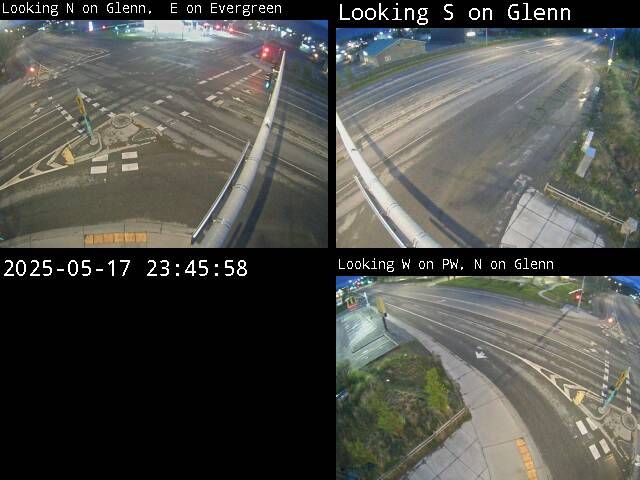 Looking N on Glenn,  E on Evergreen
Looking S on Glenn
2025-05-17 23:45:58
Looking W on PW, N on Glenn